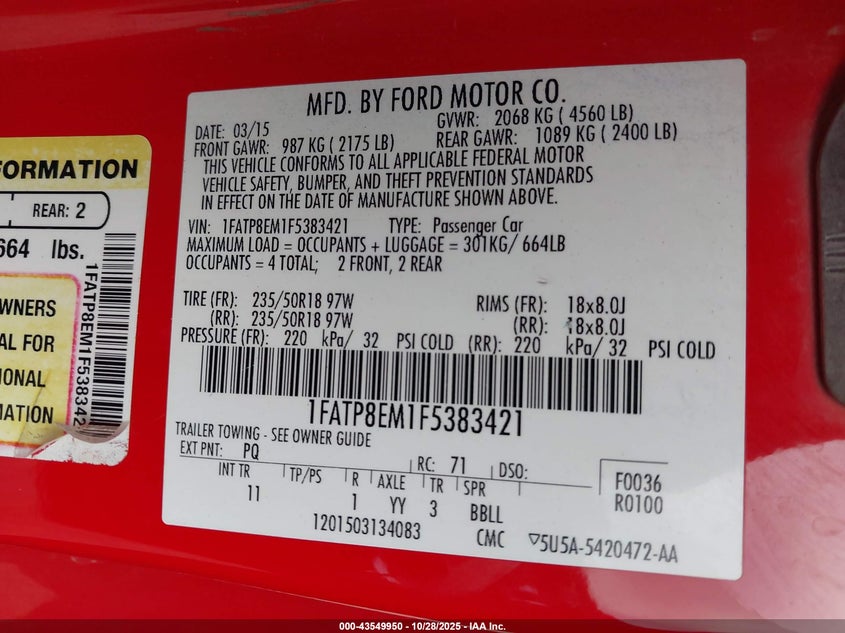 MFD. BY FORD MOTOR CO.
DATE: 03/15 GVWR: 2068 KG ( 4560 LB)
FRONT GAWR: 987 KG ( 2175 LB) REAR GAWR: 1089 KG ( 2400 LB)
THIS VEHICLE CONFORMS TO ALL APPLICABLE FEDERAL MOTOR
VEHICLE SAFETY, BUMPER, AND THEFT PREVENTION STANDARDS
IN EFFECT ON THE DATE OF MANUFACTURE SHOWN ABOVE.
VIN: 1FATP8EM1F5383421 TYPE: Passenger Car
MAXIMUM LOAD = OCCUPANTS + LUGGAGE = 301KG/ 664LB
OCCUPANTS = 4 TOTAL; 2 FRONT, 2 REAR
TIRE (FR): 235/50R18 97W RIMS (FR): 18x8.0J
(RR): 235/50R18 97W (RR): 18x8.0J
PRESSURE (FR): 220 kPa/ 32 PSI COLD (RR): 220 kPa/ 32 PSI COLD
1FATP8EM1F5383421
TRAILER TOWING - SEE OWNER GUIDE
EXT PNT: PQ RC: 71 DSO:
INT TR TP/PS R AXLE TR SPR
11 1 YY 3 BBLL
F0036
R0100
1201503134083 CMC ▽5U5A-5420472-AA
FORMATION
REAR: 2
664 lbs.
WNERS
AL FOR
IONAL
MATION
1FATP8EM1F538342
000-43549950 | 10/28/2025 - IAA Inc.